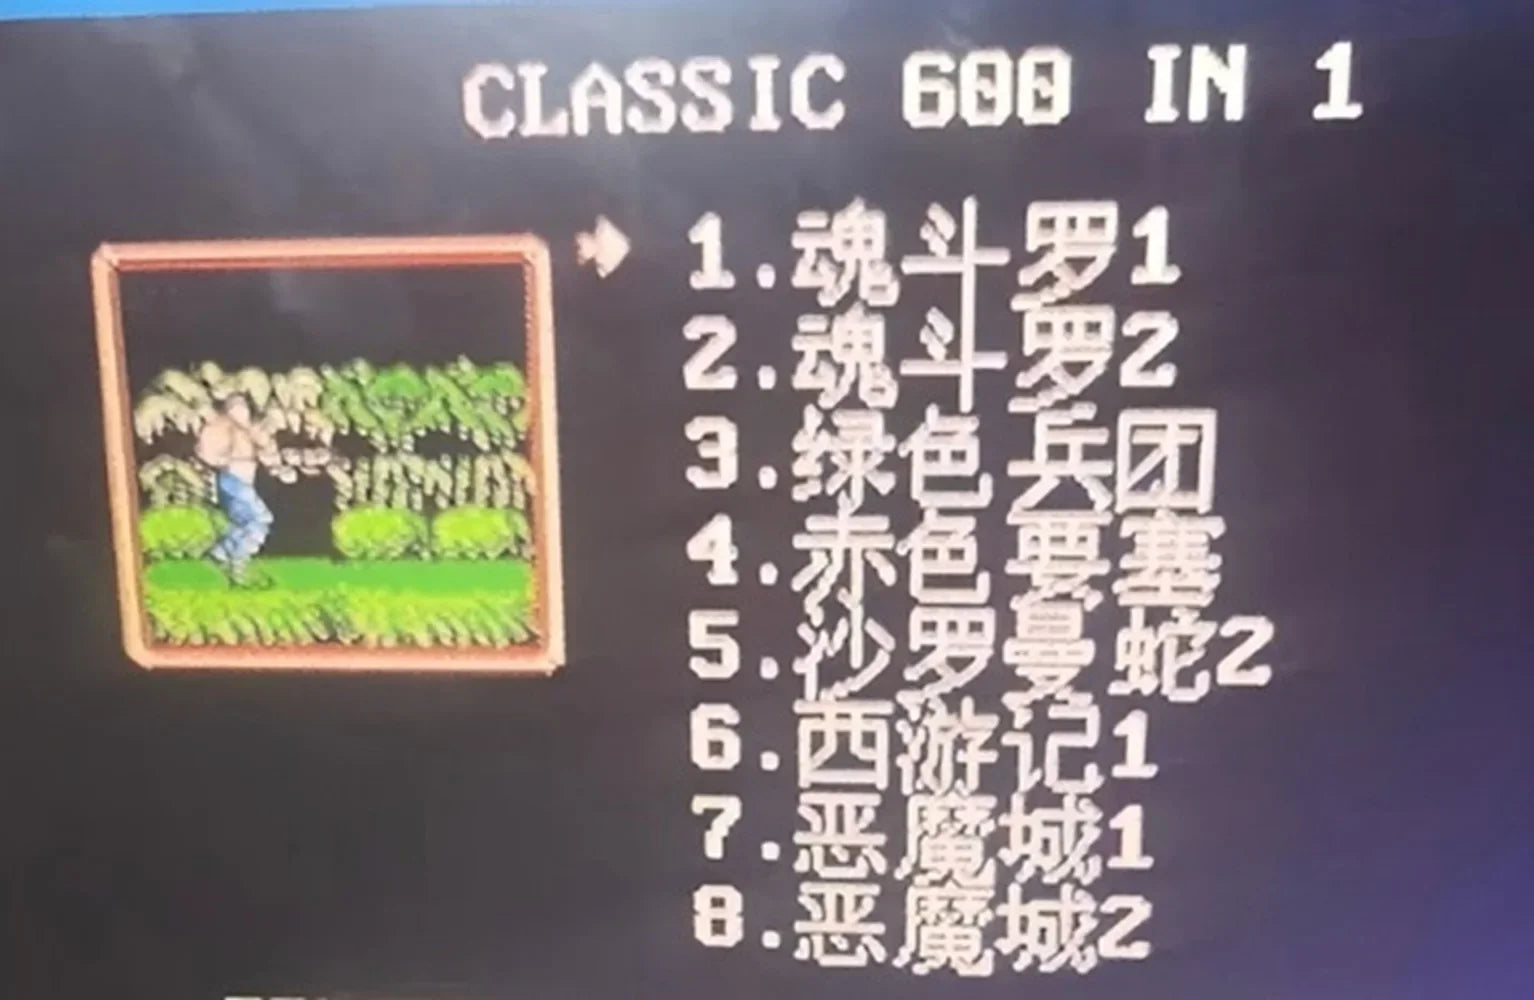 CLASSIC 600 IN 1
1.魂斗罗1
2.魂斗罗2
3.绿色兵团
4.赤色要塞
5.沙罗曼蛇2
6.西游记1
7.恶魔城1
8.恶魔城2